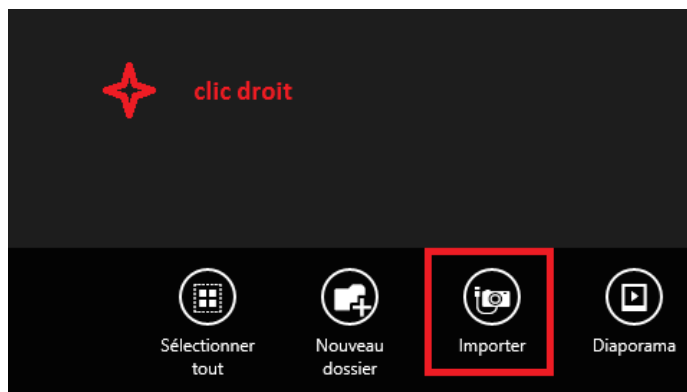 clic droit
Sélectionner
tout
Nouveau
dossier
Importer
Diaporama